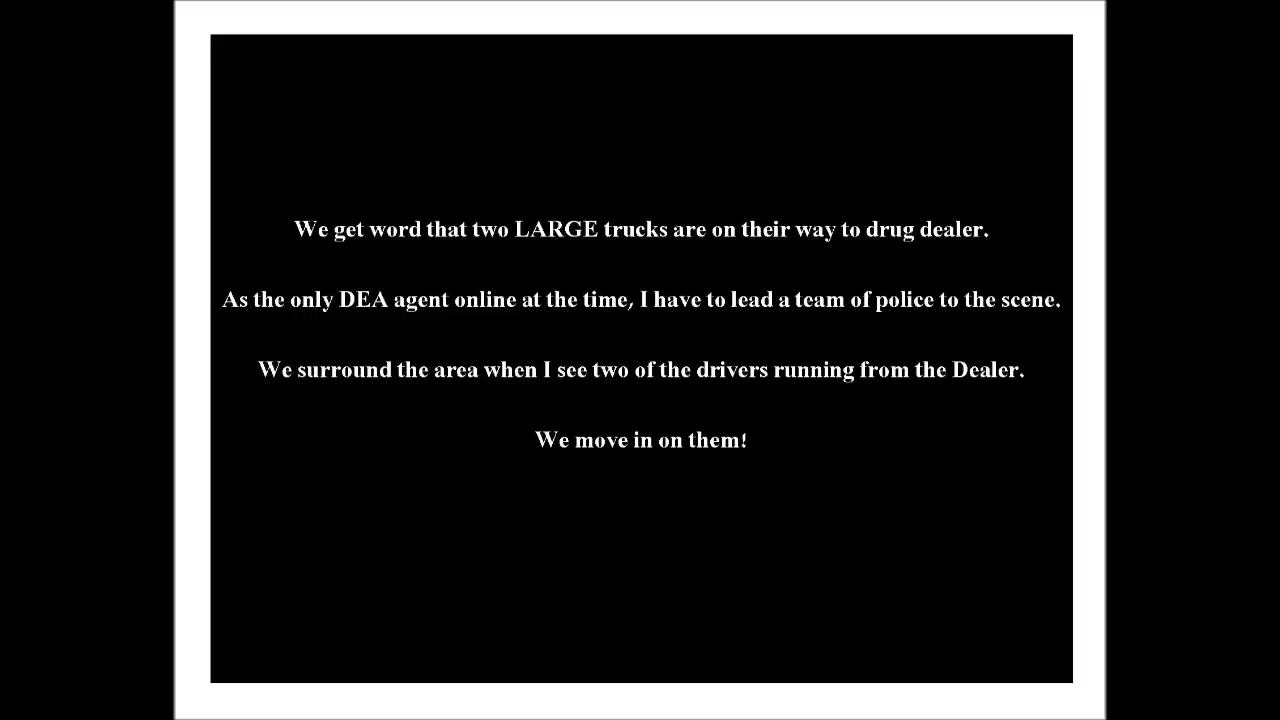 We get word that two LARGE trucks are on their way to drug dealer.
As the only DEA agent online at the time, I have to lead a team of police to the scene.
We surround the area when I see two of the drivers running from the Dealer.
We move in on them!